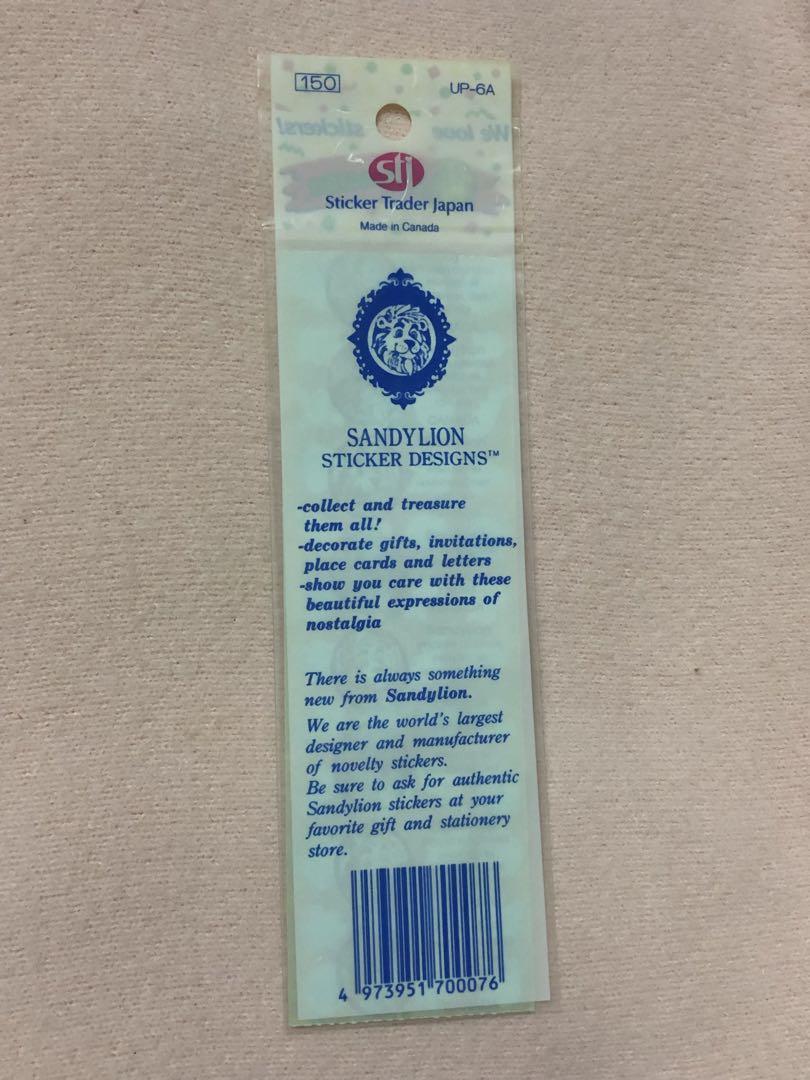 150
UP-6A
We love stickers!
stj
Sticker Trader Japan
Made in Canada
SANDYLION
STICKER DESIGNS™
-collect and treasure
them all!
-decorate gifts, invitations,
place cards and letters
-show you care with these
beautiful expressions of
nostalgia
There is always something
new from Sandylion.
We are the world's largest
designer and manufacturer
of novelty stickers.
Be sure to ask for authentic
Sandylion stickers at your
favorite gift and stationery
store.
4 973951 700076